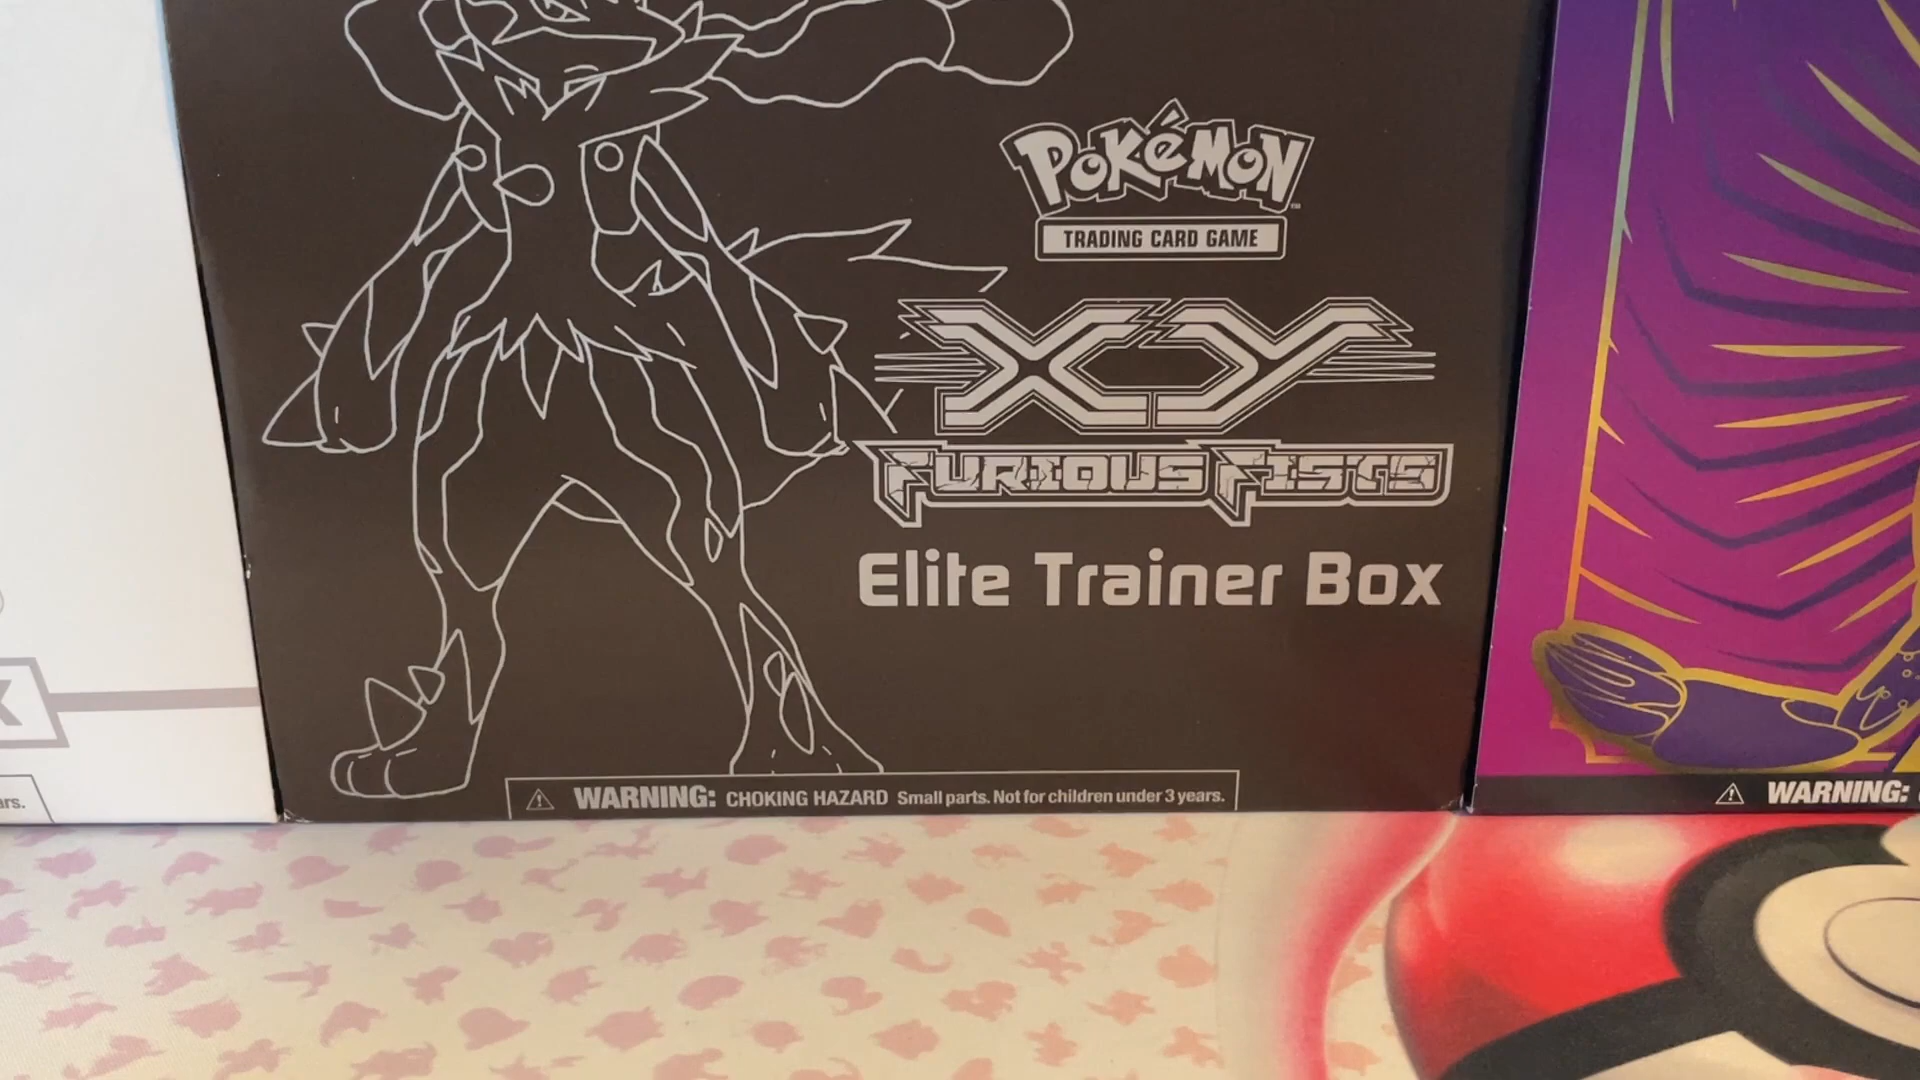 POKéMON
TRADING CARD GAME
XY
FURIOUS FISTS
Elite Trainer Box
WARNING: CHOKING HAZARD Small parts. Not for children under 3 years.
WARNING: